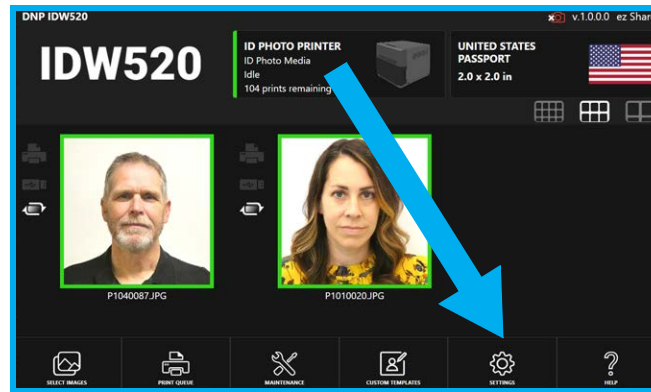 DNP IDW520
v.1.0.0.0 ez Shar
IDW520
ID PHOTO PRINTER
ID Photo Media
Idle
104 prints remaining
UNITED STATES
PASSPORT
2.0 x 2.0 in
P1040087.JPG
P1010020.JPG
SELECT IMAGES
PRINT QUEUE
MAINTENANCE
CUSTOM TEMPLATES
SETTINGS
HELP